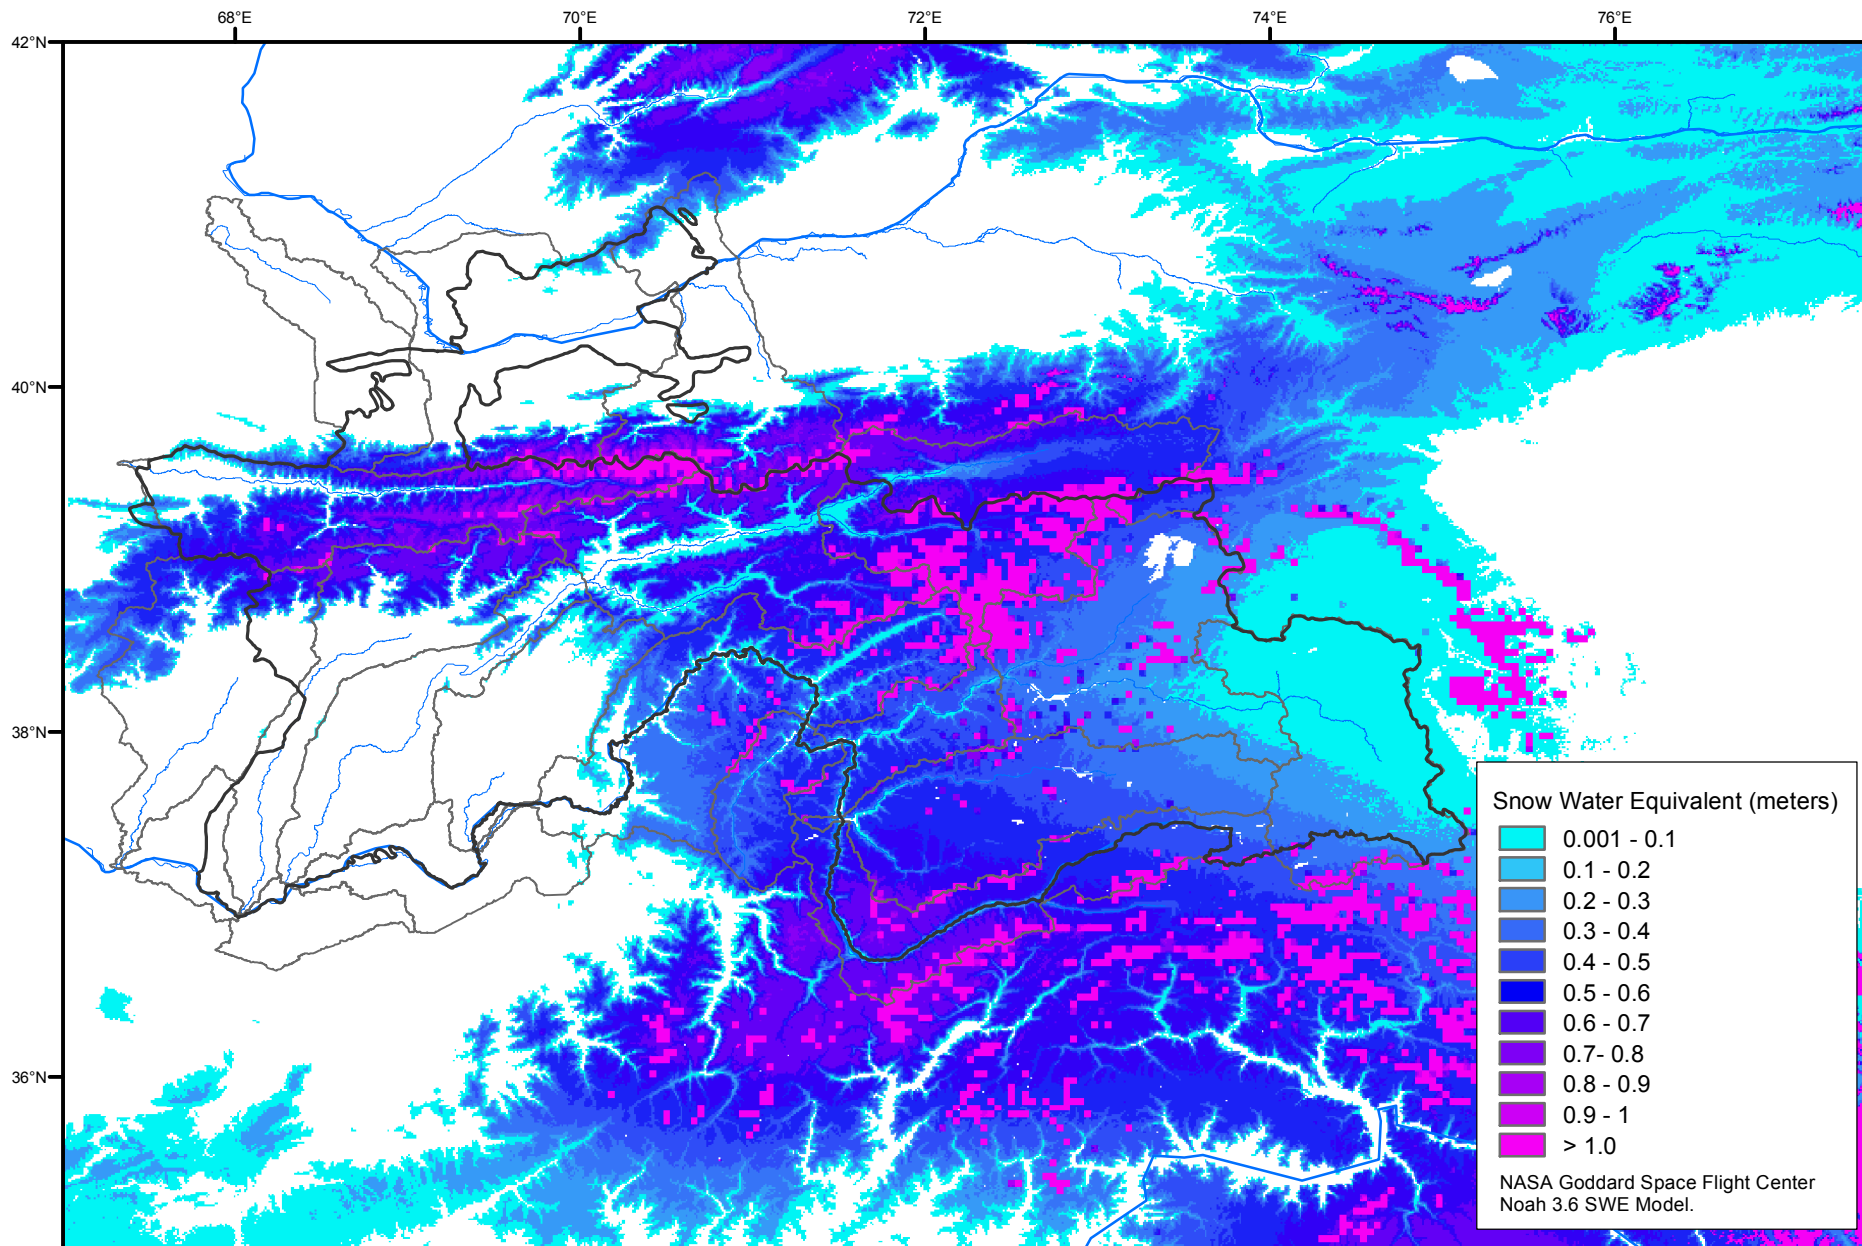 68°E
70°E
72°E
74°E
76°E
42°N
40°N
38°N
36°N
Snow Water Equivalent (meters)
0.001 - 0.1
0.1 - 0.2
0.2 - 0.3
0.3 - 0.4
0.4 - 0.5
0.5 - 0.6
0.6 - 0.7
0.7- 0.8
0.8 - 0.9
0.9 - 1
> 1.0
NASA Goddard Space Flight Center
Noah 3.6 SWE Model.